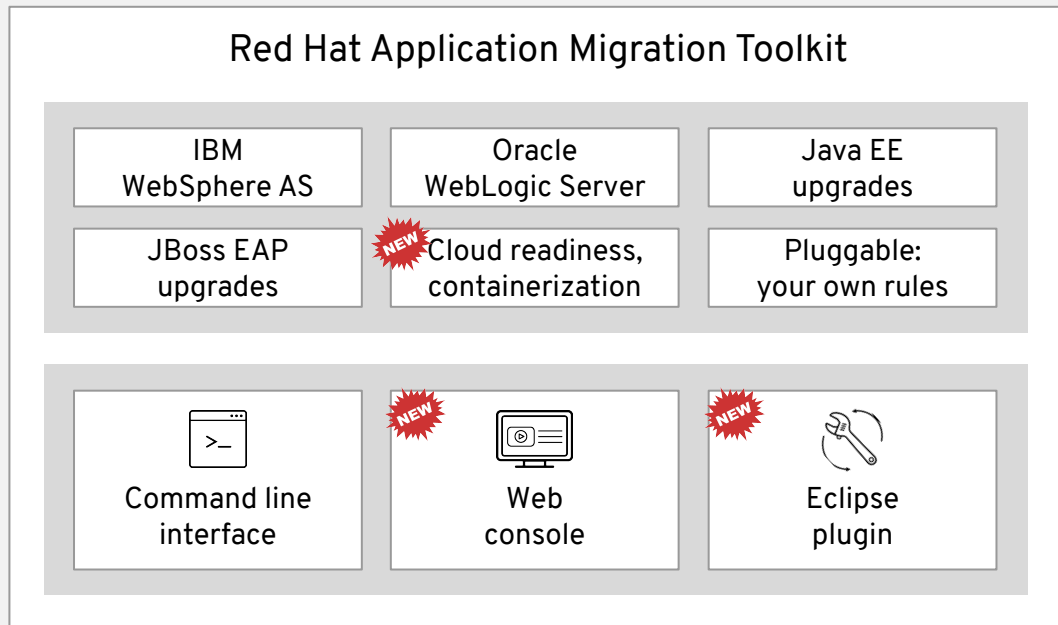 Red Hat Application Migration Toolkit
IBM
WebSphere AS
Oracle
WebLogic Server
Java EE
upgrades
JBoss EAP
upgrades
NEW
Cloud readiness,
containerization
Pluggable:
your own rules
>_
Command line
interface
NEW
Web
console
NEW
Eclipse
plugin